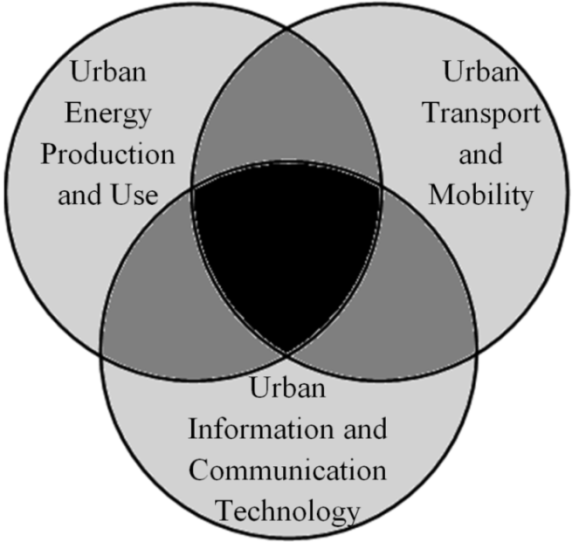 Urban
Energy
Production
and Use
Urban
Transport
and
Mobility
Urban
Information and
Communication
Technology